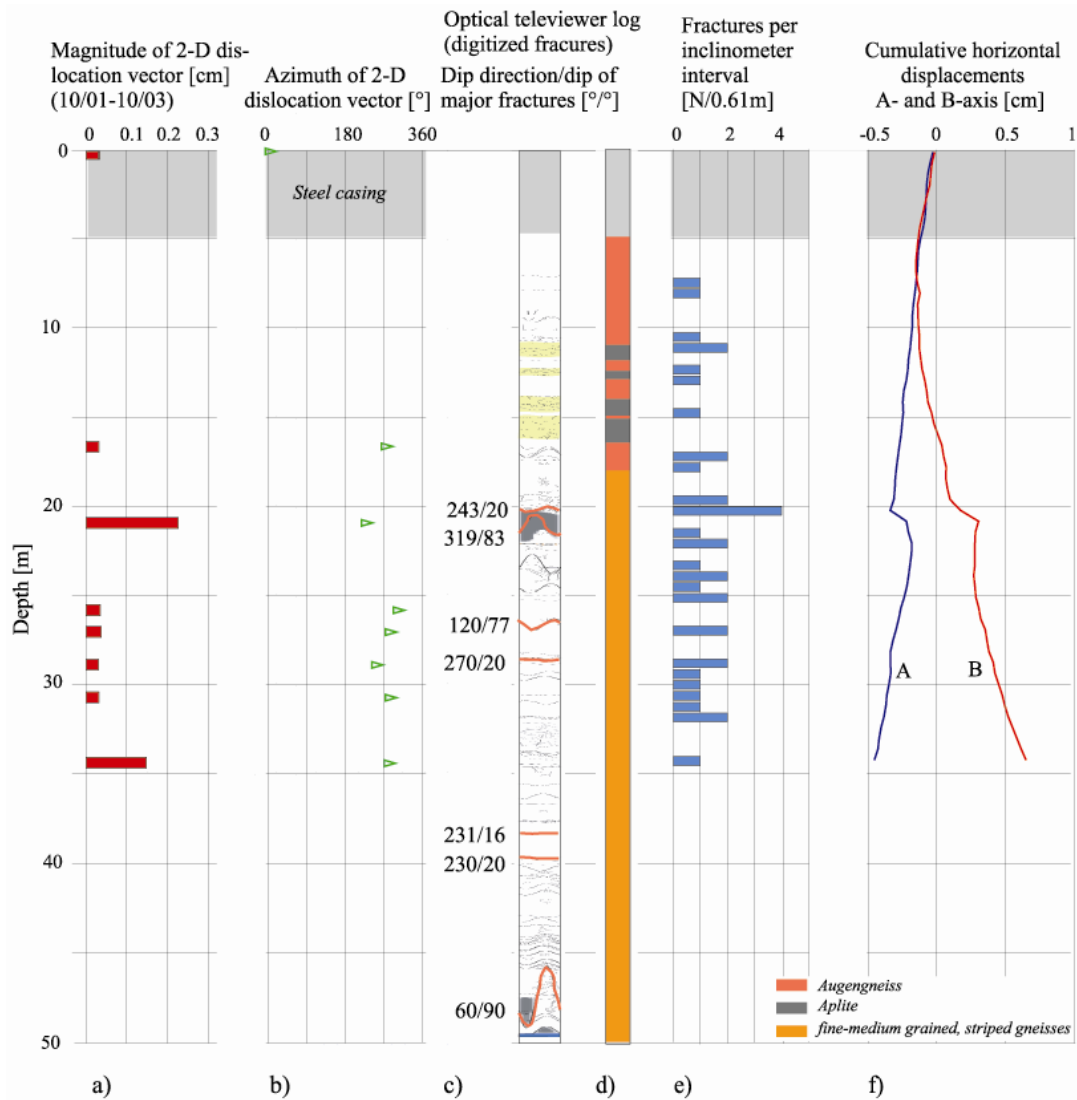 Magnitude of 2-D dis-
location vector [cm]
(10/01-10/03)
Azimuth of 2-D
dislocation vector [°]
Optical televiewer log
(digitized fracures)
Dip direction/dip of
major fractures [°/°]
Fractures per
inclinometer
interval
[N/0.61m]
Cumulative horizontal
displacements
A- and B-axis [cm]
0 0.1 0.2 0.3
0 180 360
0 2 4
-0.5 0 0.5 1
0
Steel casing
10
20
30
40
50
Depth [m]
243/20
319/83
120/77
270/20
231/16
230/20
60/90
A
B
Augengneiss
Aplite
fine-medium grained, striped gneisses
a) b) c) d) e) f)